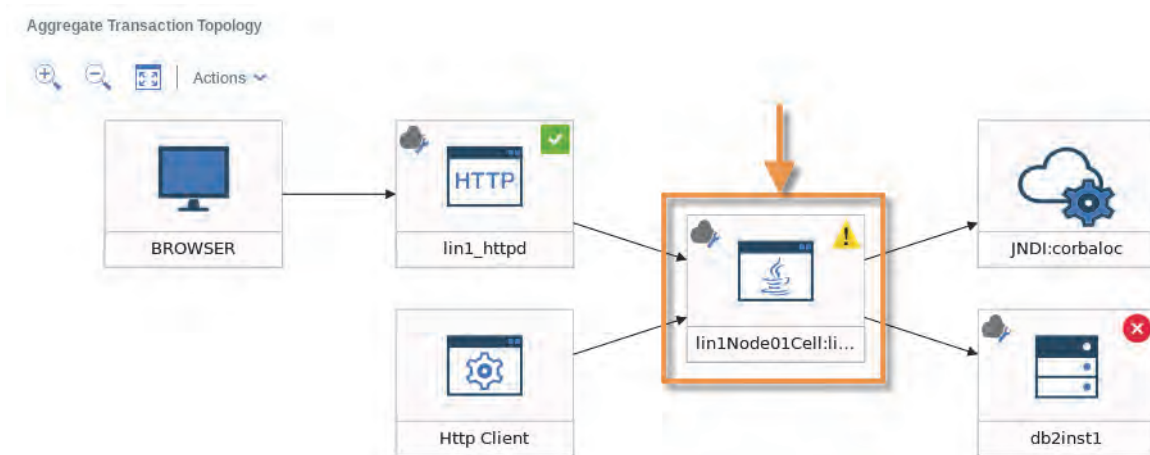 Aggregate Transaction Topology
Actions
BROWSER
HTTP
lin1_httpd
Http Client
lin1Node01Cell:li...
JNDI:corbaloc
db2inst1